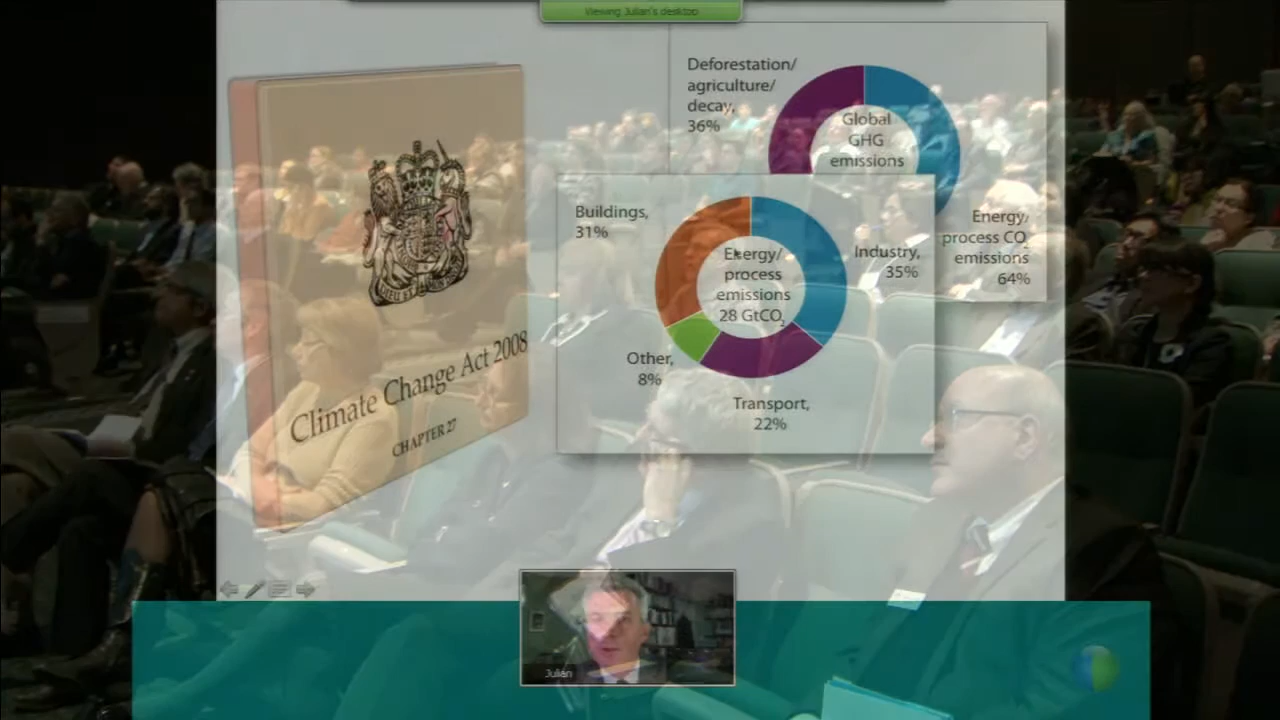 Viewing Julian's desktop
Deforestation/
agriculture/
decay,
36%
Global
GHG
emissions
Energy/
process CO2
emissions
64%
Buildings,
31%
Energy/
process
emissions
28 GtCO2
Industry,
35%
Other,
8%
Transport,
22%
Climate Change Act 2008
CHAPTER 27
Julian